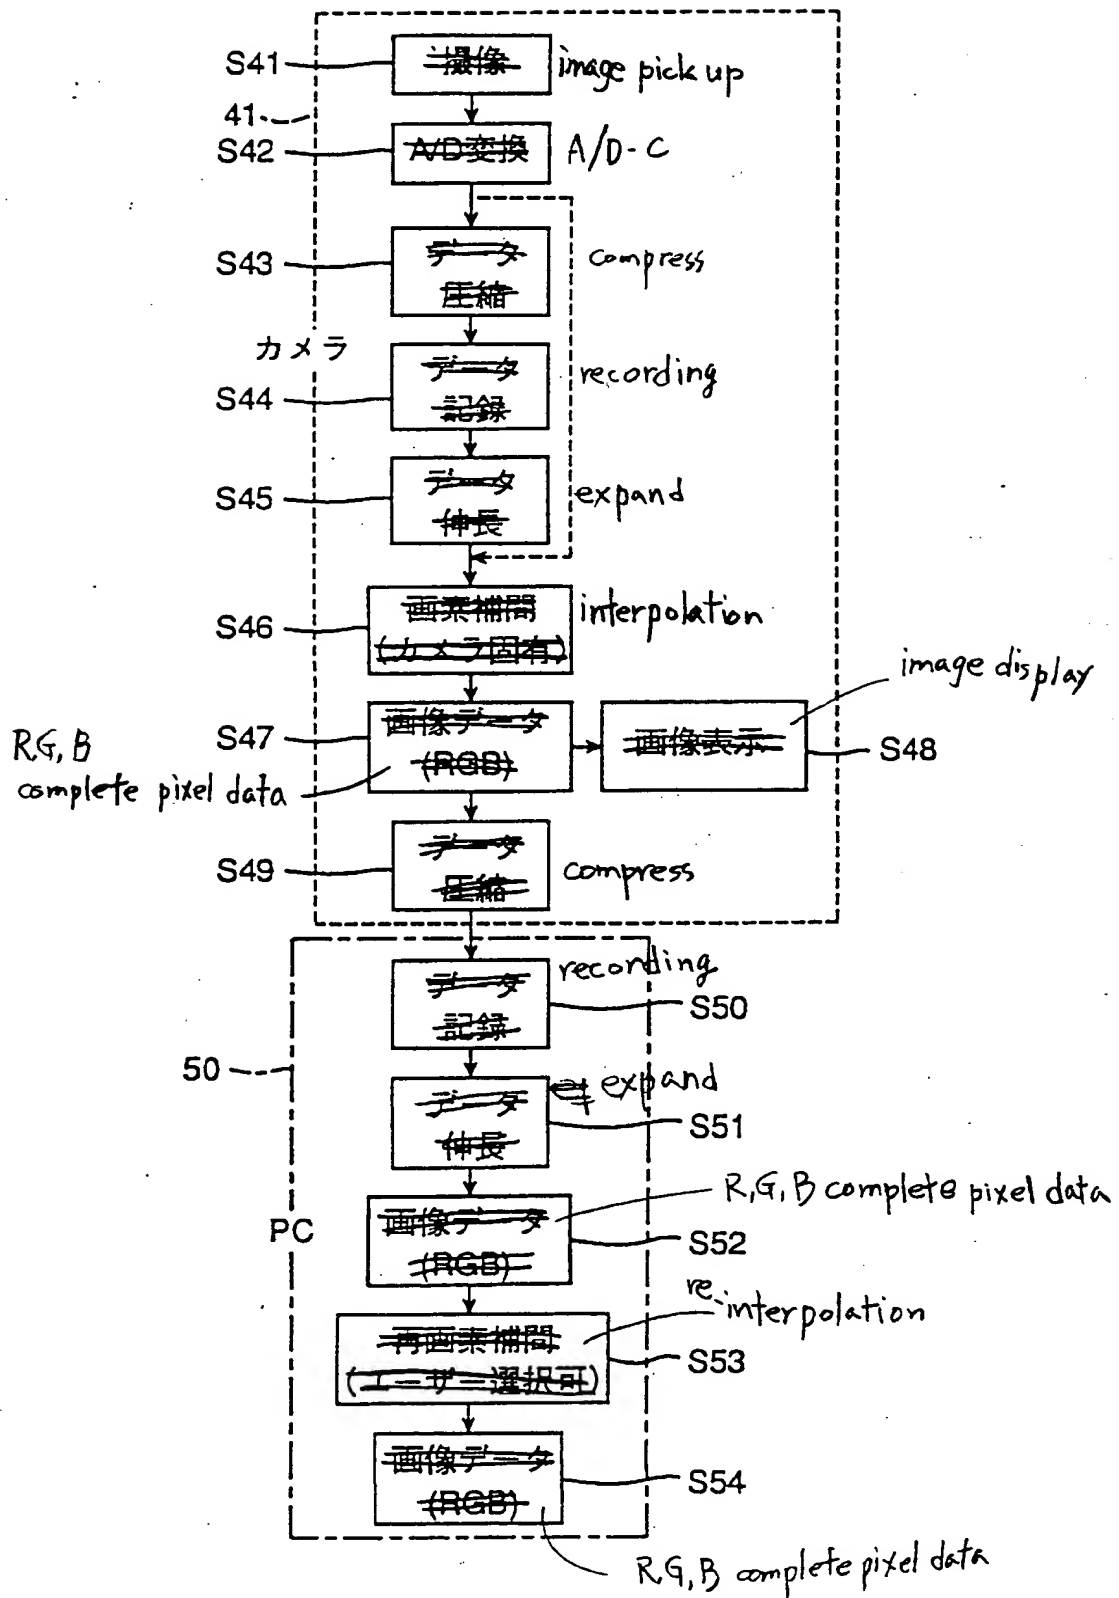 S41
撮像
image pick up
41
S42
A/D変換
A/D-C
S43
データ
圧縮
compress
カメラ
S44
データ
記録
recording
S45
データ
伸長
expand
S46
画素補間
(カメラ固有)
interpolation
image display
RG,B
complete pixel data
S47
画像データ
(RGB)
画像表示
S48
S49
データ
圧縮
compress
recording
データ
記録
S50
50
expand
データ
伸長
S51
R,G,B complete pixel data
PC
画像データ
(RGB)
S52
re-
interpolation
再画素補間
(ユーザー選択可)
S53
画像データ
(RGB)
S54
R,G,B complete pixel data